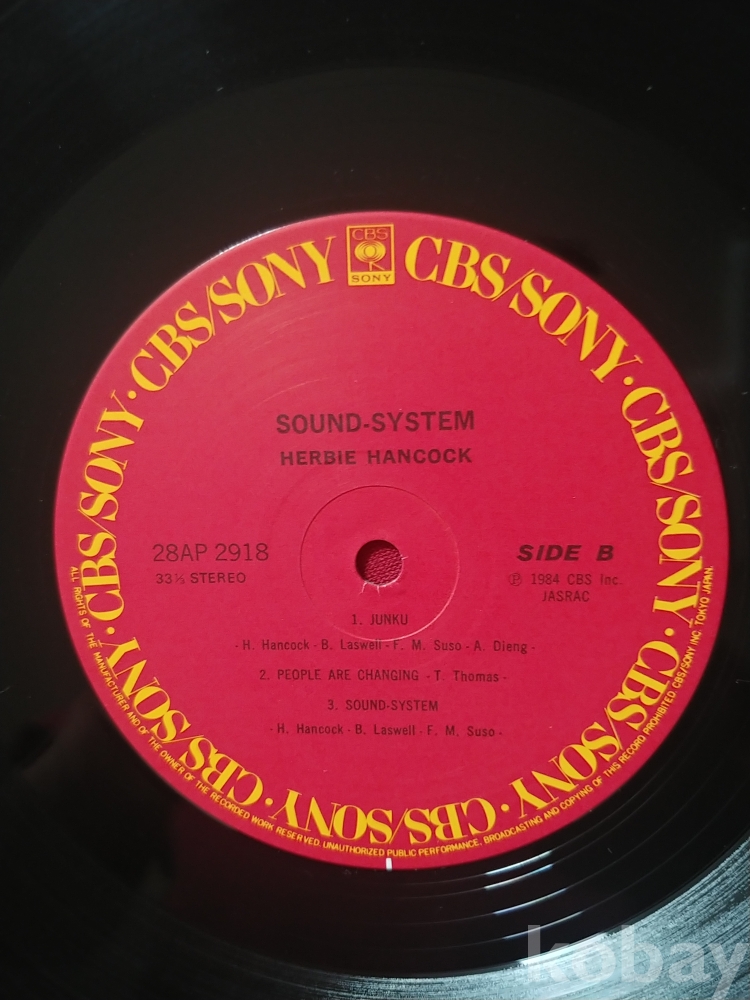 CBS
SONY
CBS/SONY · CBS/SONY · CBS/SONY · CBS/SONY · CBS/SONY · CBS/SONY · CBS/SONY · CBS/SONY
SOUND-SYSTEM
HERBIE HANCOCK
28AP 2918
33⅓ STEREO
SIDE B
Ⓟ 1984 CBS Inc.
JASRAC
1. JUNKU
· H. Hancock · B. Laswell · F. M. Suso · A. Dieng ·
2. PEOPLE ARE CHANGING · T. Thomas ·
3. SOUND-SYSTEM
· H. Hancock · B. Laswell · F. M. Suso ·
ALL RIGHTS OF THE MANUFACTURER AND OF THE OWNER OF THE RECORDED WORK RESERVED. UNAUTHORIZED PUBLIC PERFORMANCE, BROADCASTING AND COPYING OF THIS RECORD PROHIBITED. CBS/SONY INC. TOKYO JAPAN.
kobay